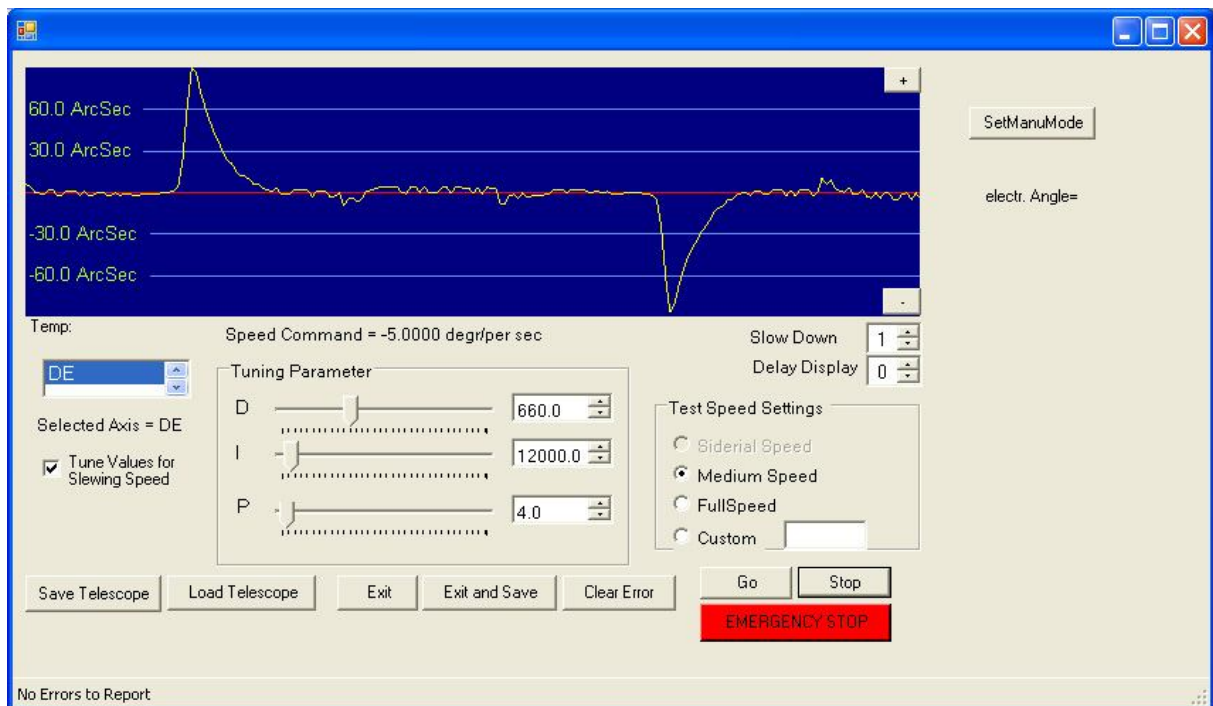 +
60.0 ArcSec
SetManuMode
30.0 ArcSec
electr. Angle=
-30.0 ArcSec
-60.0 ArcSec
-
Temp:
Speed Command = -5.0000 degr/per sec
Slow Down 1
Delay Display 0
DE
Tuning Parameter
D 660.0
Test Speed Settings
Selected Axis = DE
Siderial Speed
I 12000.0
Tune Values for
Slewing Speed
Medium Speed
P 4.0
FullSpeed
Custom
Save Telescope
Load Telescope
Exit
Exit and Save
Clear Error
Go
Stop
EMERGENCY STOP
No Errors to Report